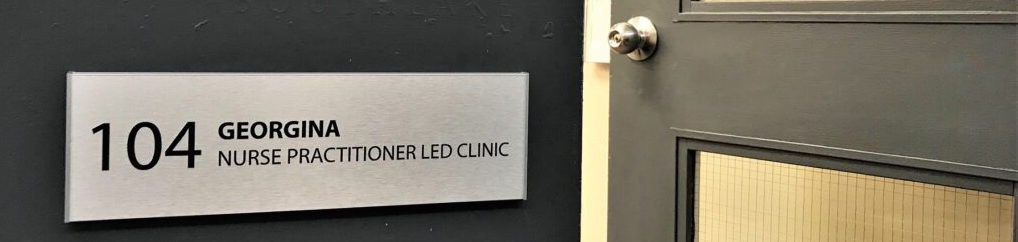 104
GEORGINA
NURSE PRACTITIONER LED CLINIC